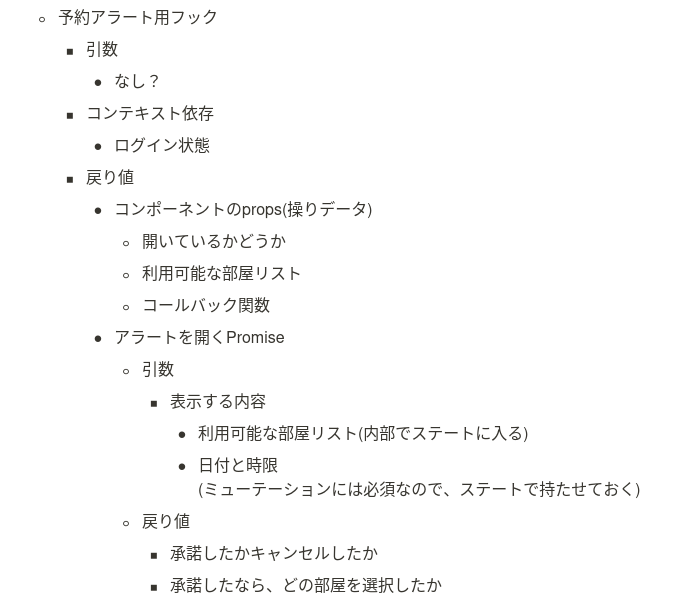 予約アラート用フック
引数
なし？
コンテキスト依存
ログイン状態
戻り値
コンポーネントのprops(操りデータ)
開いているかどうか
利用可能な部屋リスト
コールバック関数
アラートを開くPromise
引数
表示する内容
利用可能な部屋リスト(内部でステートに入る)
日付と時限
(ミューテーションには必須なので、ステートで持たせておく)
戻り値
承諾したかキャンセルしたか
承諾したなら、どの部屋を選択したか